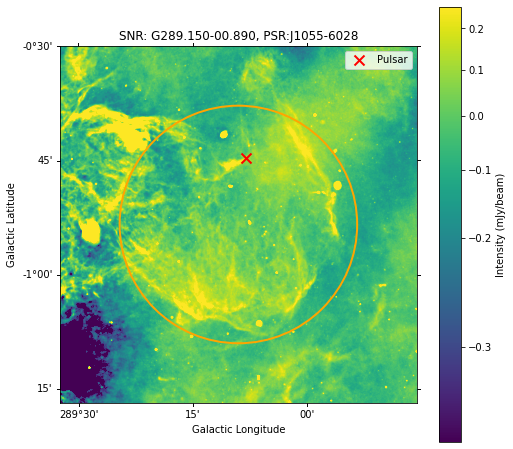 SNR: G289.150-00.890, PSR:J1055-6028
Pulsar
-0°30'
45'
-1°00'
15'
289°30'
15'
00'
Galactic Longitude
Galactic Latitude
0.2
0.1
0.0
−0.1
−0.2
−0.3
Intensity (mJy/beam)